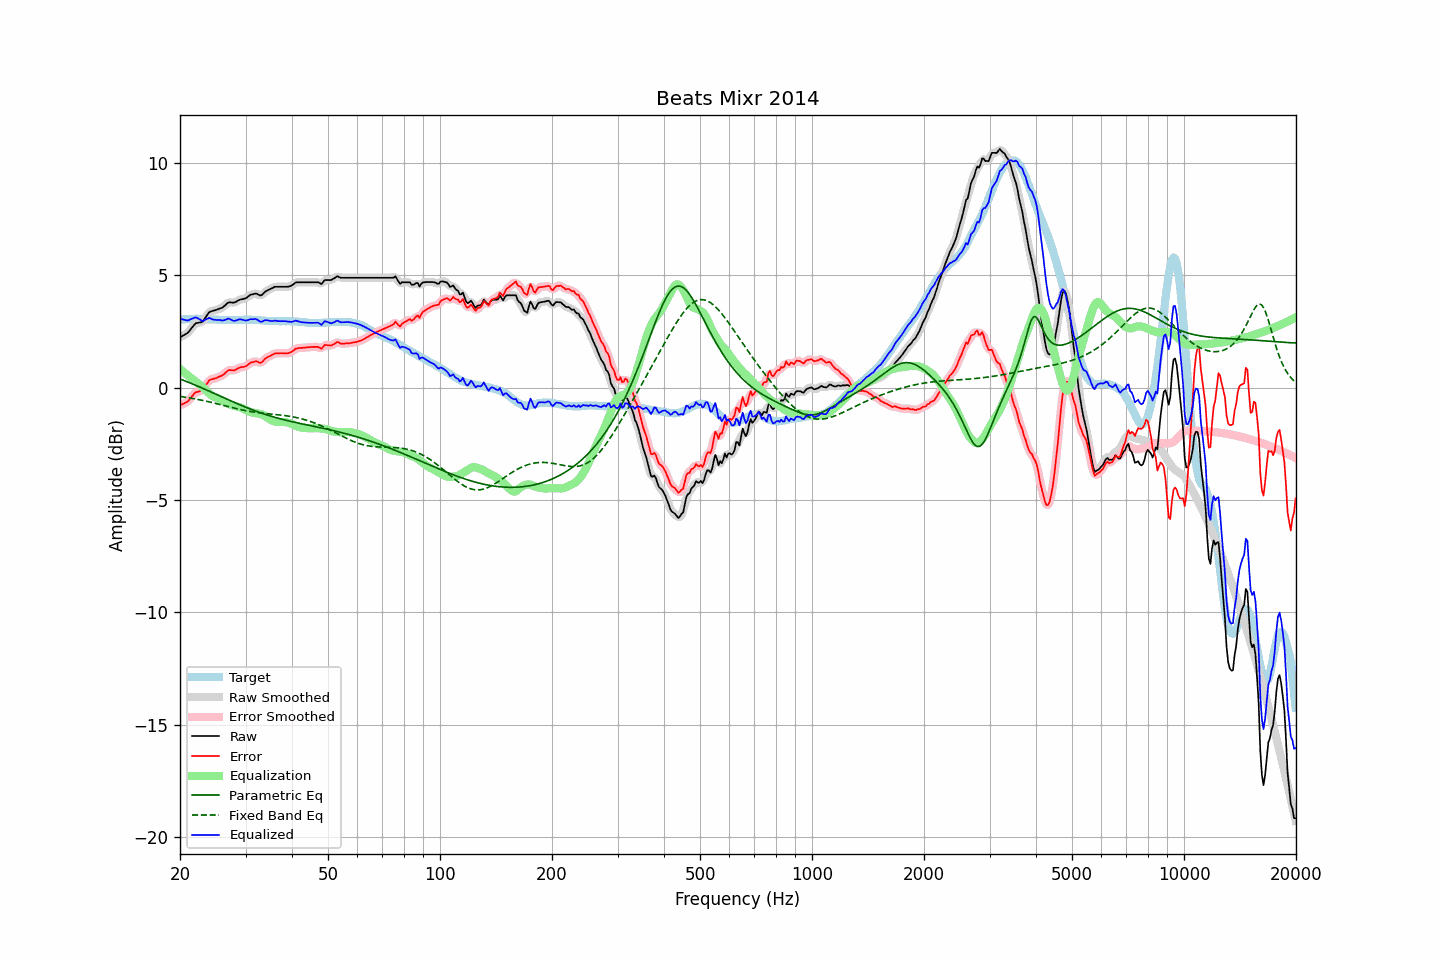 Beats Mixr 2014
Amplitude (dBr)
10
5
0
−5
−10
−15
−20
Target
Raw Smoothed
Error Smoothed
Raw
Error
Equalization
Parametric Eq
Fixed Band Eq
Equalized
20 50 100 200 500 1000 2000 5000 10000 20000
Frequency (Hz)